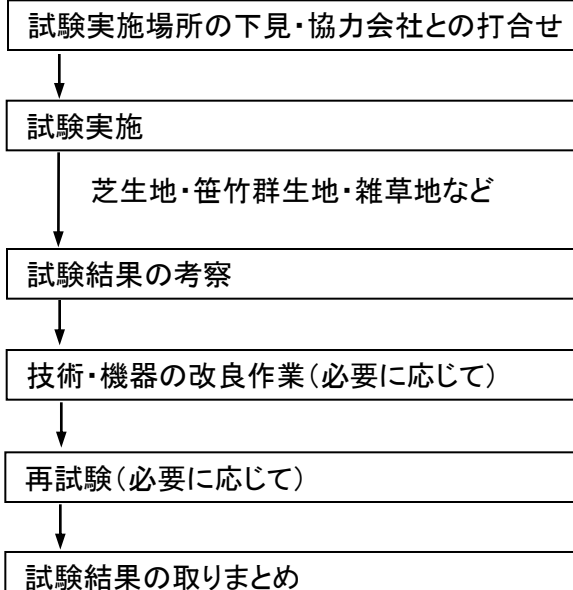 試験実施場所の下見・協力会社との打合せ
試験実施
芝生地・笹竹群生地・雑草地など
試験結果の考察
技術・機器の改良作業（必要に応じて）
再試験（必要に応じて）
試験結果の取りまとめ